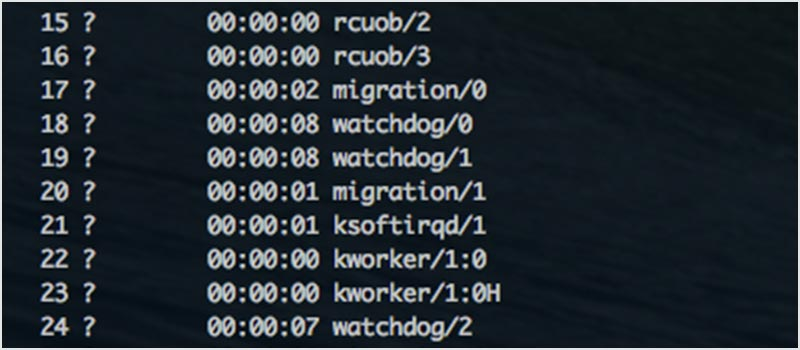 15 ?        00:00:00 rcuob/2
16 ?        00:00:00 rcuob/3
17 ?        00:00:02 migration/0
18 ?        00:00:08 watchdog/0
19 ?        00:00:08 watchdog/1
20 ?        00:00:01 migration/1
21 ?        00:00:01 ksoftirqd/1
22 ?        00:00:00 kworker/1:0
23 ?        00:00:00 kworker/1:0H
24 ?        00:00:07 watchdog/2